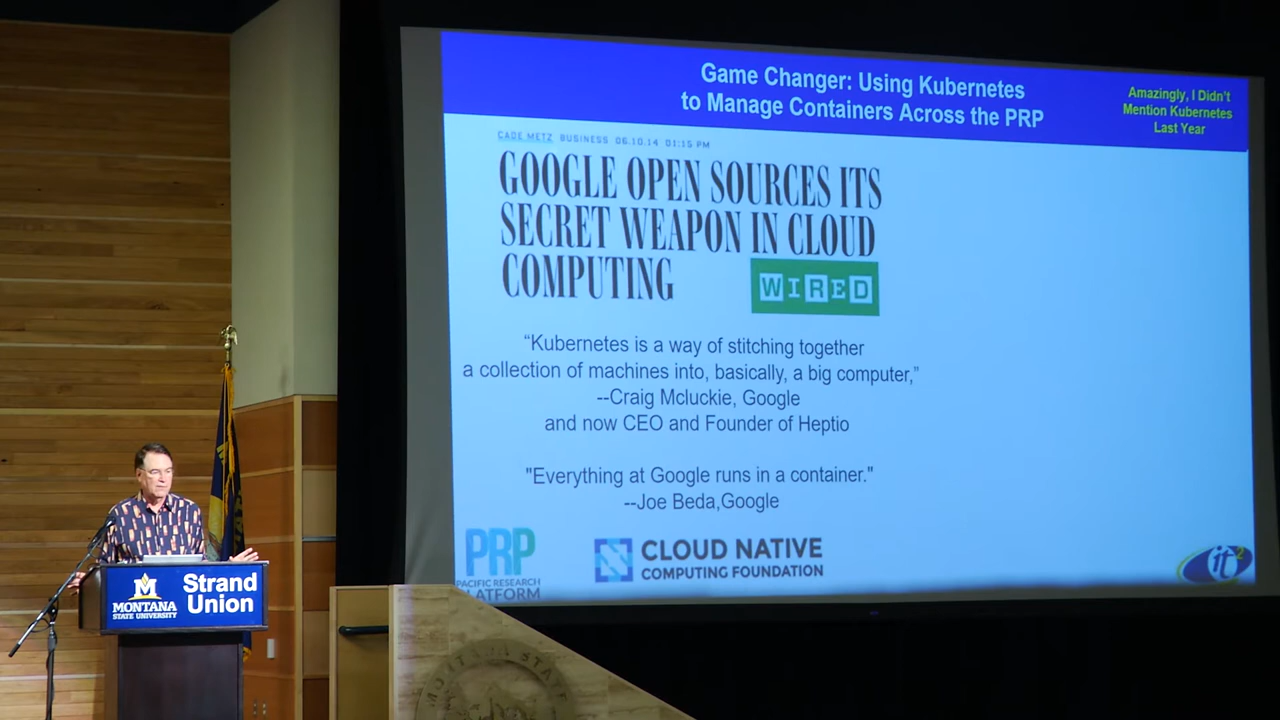 Game Changer: Using Kubernetes
to Manage Containers Across the PRP
Amazingly, I Didn't
Mention Kubernetes
Last Year
CADE METZ BUSINESS 06.10.14 01:15 PM
GOOGLE OPEN SOURCES ITS
SECRET WEAPON IN CLOUD
COMPUTING
WIRED
“Kubernetes is a way of stitching together
a collection of machines into, basically, a big computer,”
--Craig Mcluckie, Google
and now CEO and Founder of Heptio
"Everything at Google runs in a container."
--Joe Beda,Google
PRP
PACIFIC RESEARCH
PLATFORM
CLOUD NATIVE
COMPUTING FOUNDATION
it2
M
MONTANA
STATE UNIVERSITY
Strand
Union
MONTANA STATE